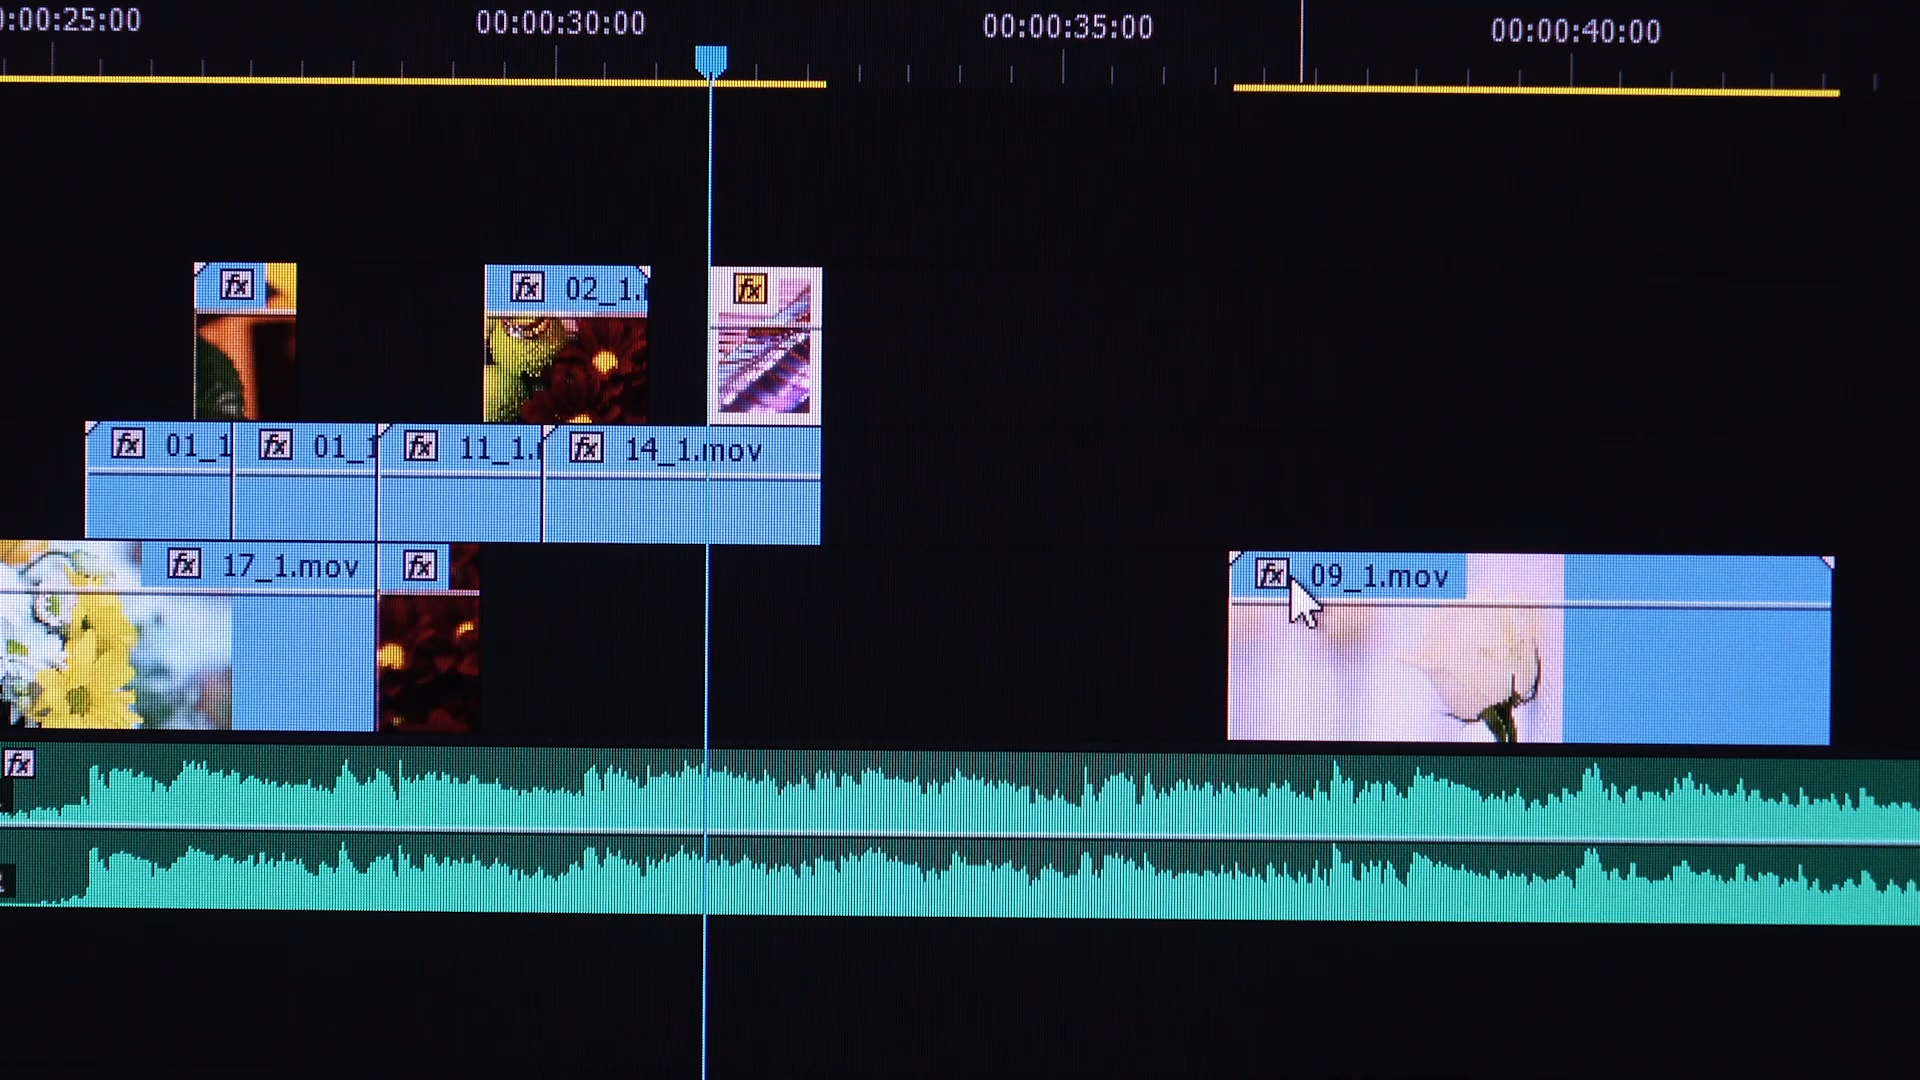 0:00:25:00 00:00:30:00 00:00:35:00 00:00:40:00
fx fx 02_1. fx
fx 01_1 fx 01_1 fx 11_1. fx 14_1.mov
fx 17_1.mov fx fx 09_1.mov
fx